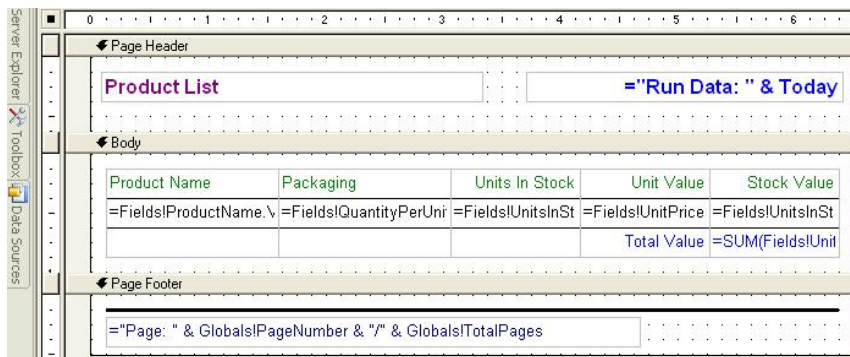 Server Explorer
Toolbox
Data Sources
0 1 2 3 4 5 6
Page Header
Product List
="Run Data: " & Today
Body
Product Name Packaging Units In Stock Unit Value Stock Value
=Fields!ProductName.V =Fields!QuantityPerUni =Fields!UnitsInSt =Fields!UnitPrice =Fields!UnitsInSt
Total Value =SUM(Fields!Unit
Page Footer
="Page: " & Globals!PageNumber & "/" & Globals!TotalPages